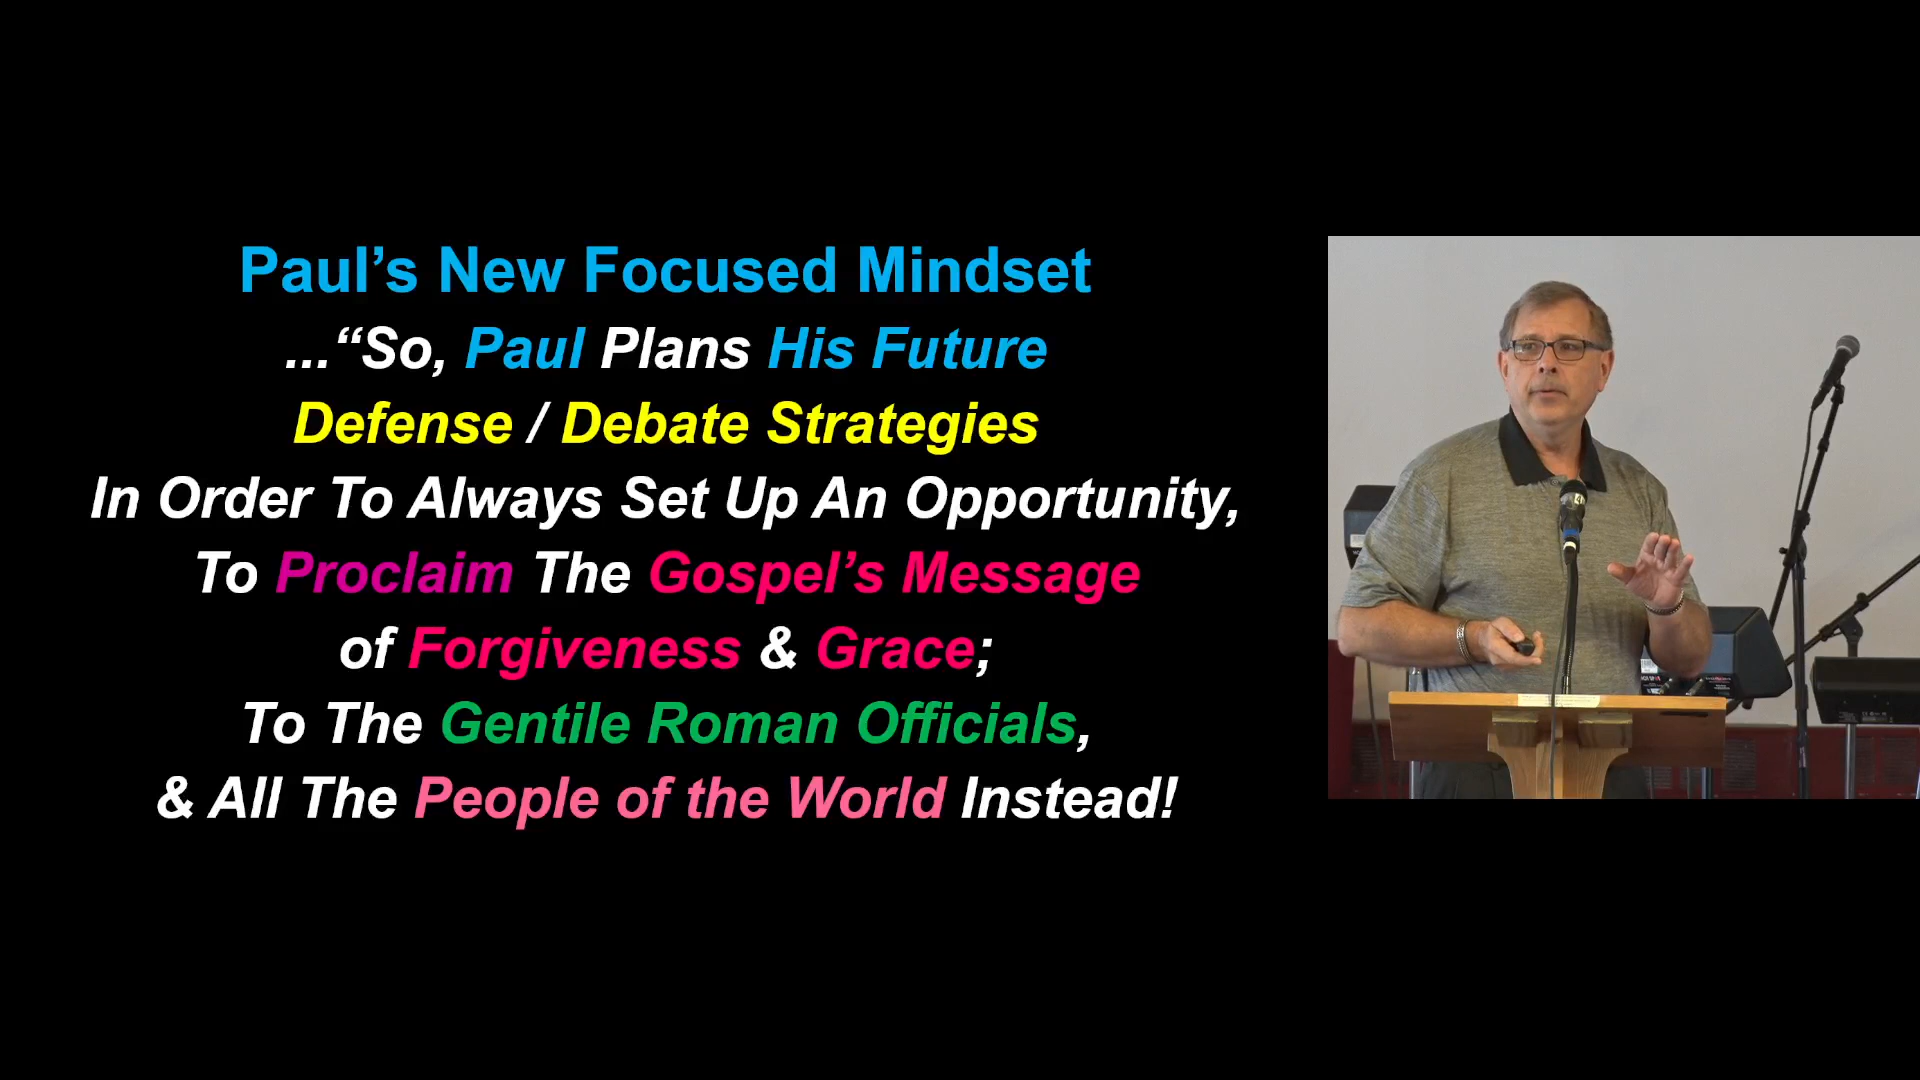 Paul’s New Focused Mindset
...“So, Paul Plans His Future
Defense / Debate Strategies
In Order To Always Set Up An Opportunity,
To Proclaim The Gospel’s Message
of Forgiveness & Grace;
To The Gentile Roman Officials,
& All The People of the World Instead!